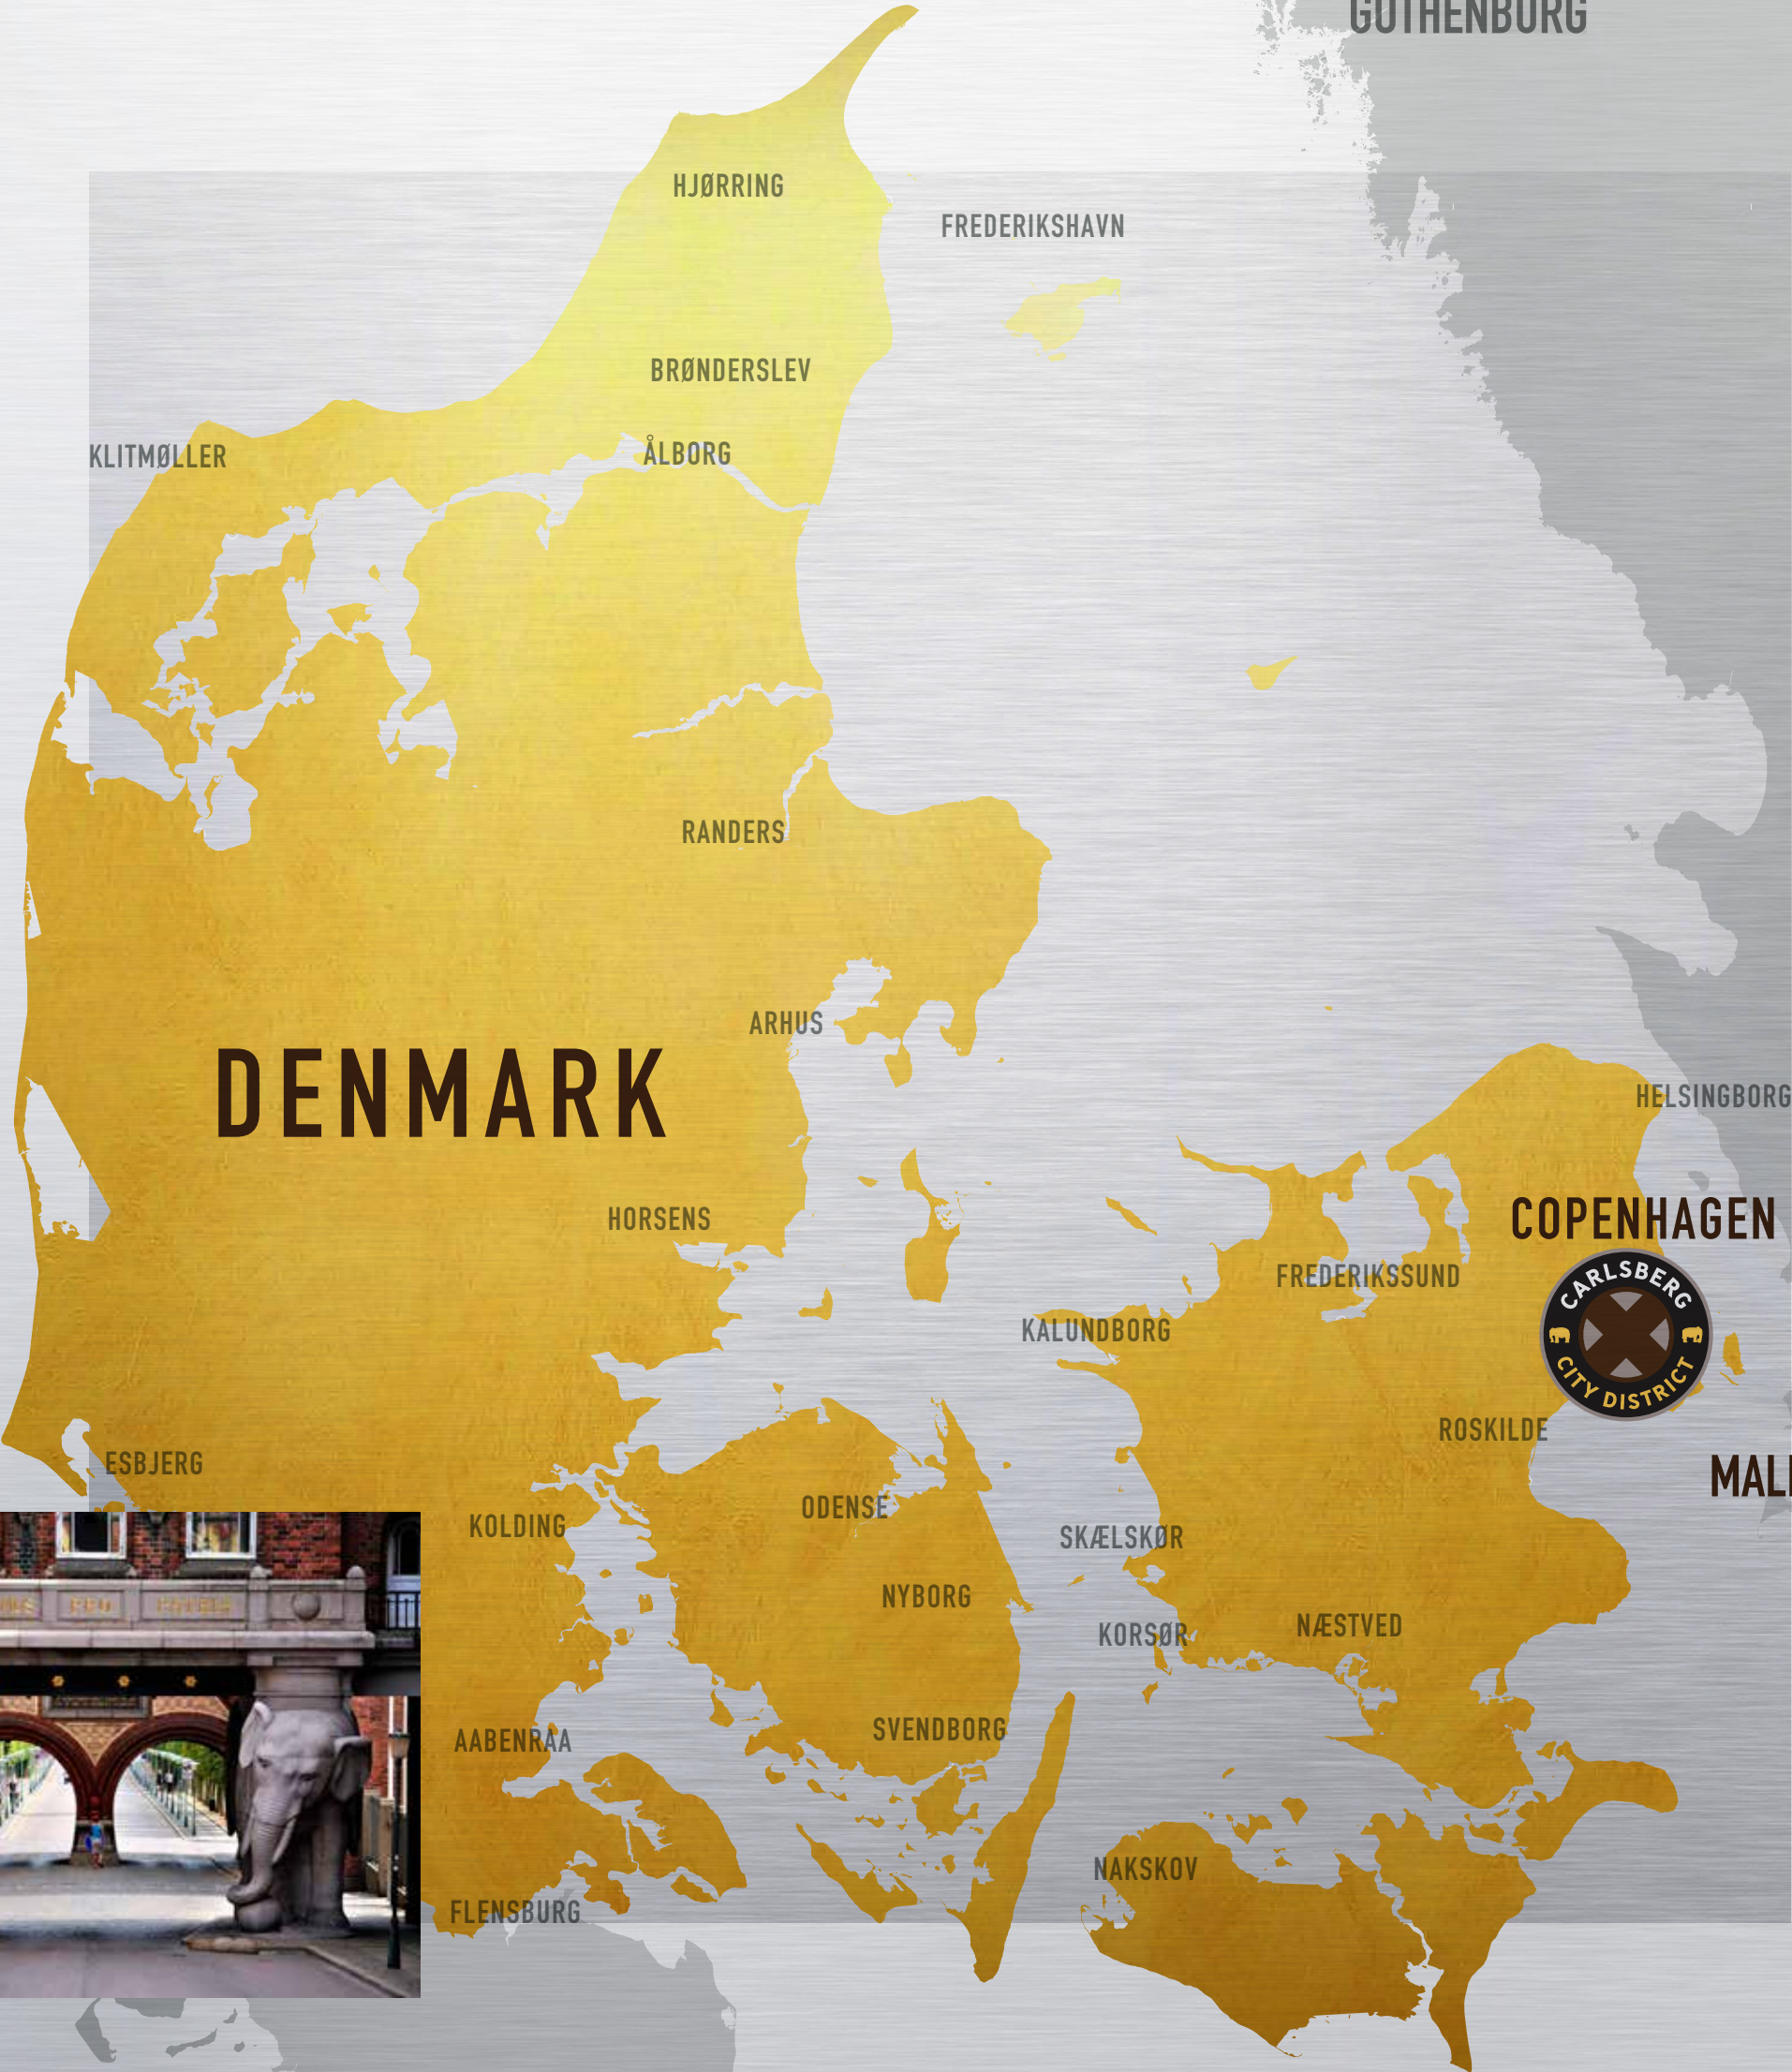 GOTHENBURG
HJØRRING
FREDERIKSHAVN
BRØNDERSLEV
KLITMØLLER
ÅLBORG
RANDERS
ARHUS
DENMARK
HELSINGBORG
HORSENS
COPENHAGEN
FREDERIKSSUND
CARLSBERG
CITY DISTRICT
KALUNDBORG
ROSKILDE
ESBJERG
MAL
ODENSE
KOLDING
SKÆLSKØR
NYBORG
PRO
NÆSTVED
KORSØR
SVENDBORG
AABENRAA
NAKSKOV
FLENSBURG